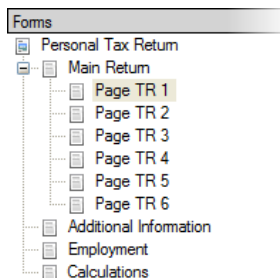 Forms
Personal Tax Return
Main Return
Page TR 1
Page TR 2
Page TR 3
Page TR 4
Page TR 5
Page TR 6
Additional Information
Employment
Calculations